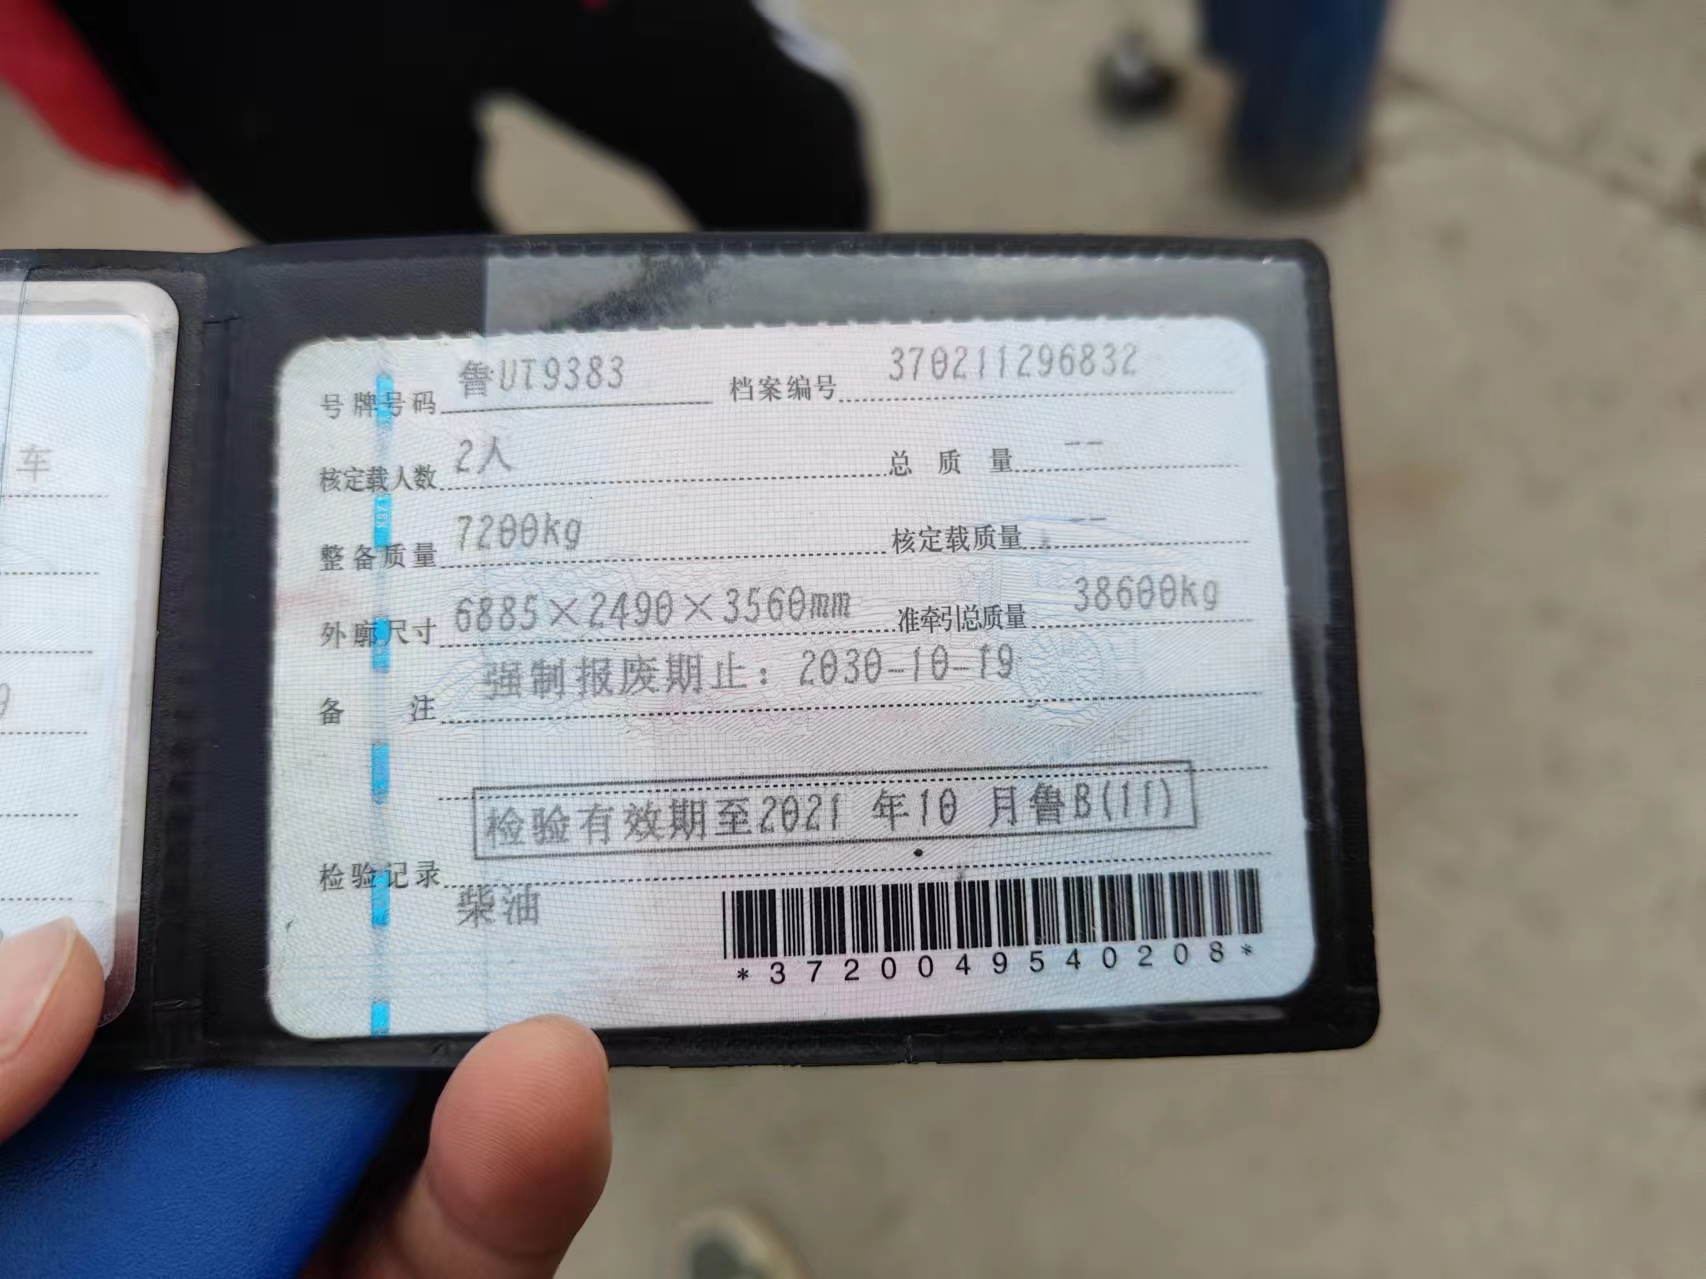 车
号牌号码 鲁UT9383 档案编号 370211296832
核定载人数 2人 总质量 --
整备质量 7200kg 核定载质量 --
外廓尺寸 6885×2490×3560mm 准牵引总质量 38600kg
备注 强制报废期止：2030-10-19
检验有效期至2021 年10 月鲁B(11)
检验记录
柴油
*3720049540208*